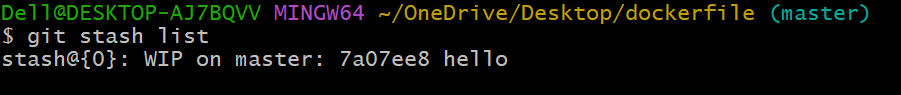 Dell@DESKTOP-AJ7BQVV MINGW64 ~/OneDrive/Desktop/dockerfile (master)
$ git stash list
stash@{0}: WIP on master: 7a07ee8 hello